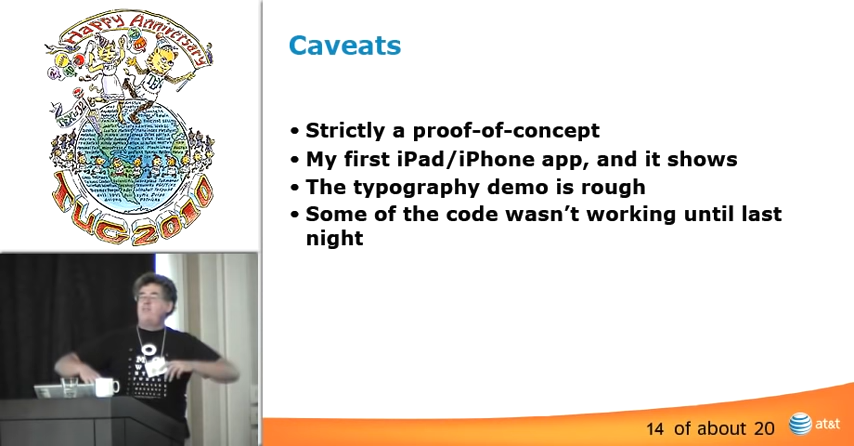 Happy Anniversary
TUG 2010
Caveats
• Strictly a proof-of-concept
• My first iPad/iPhone app, and it shows
• The typography demo is rough
• Some of the code wasn’t working until last
night
14 of about 20
at&t